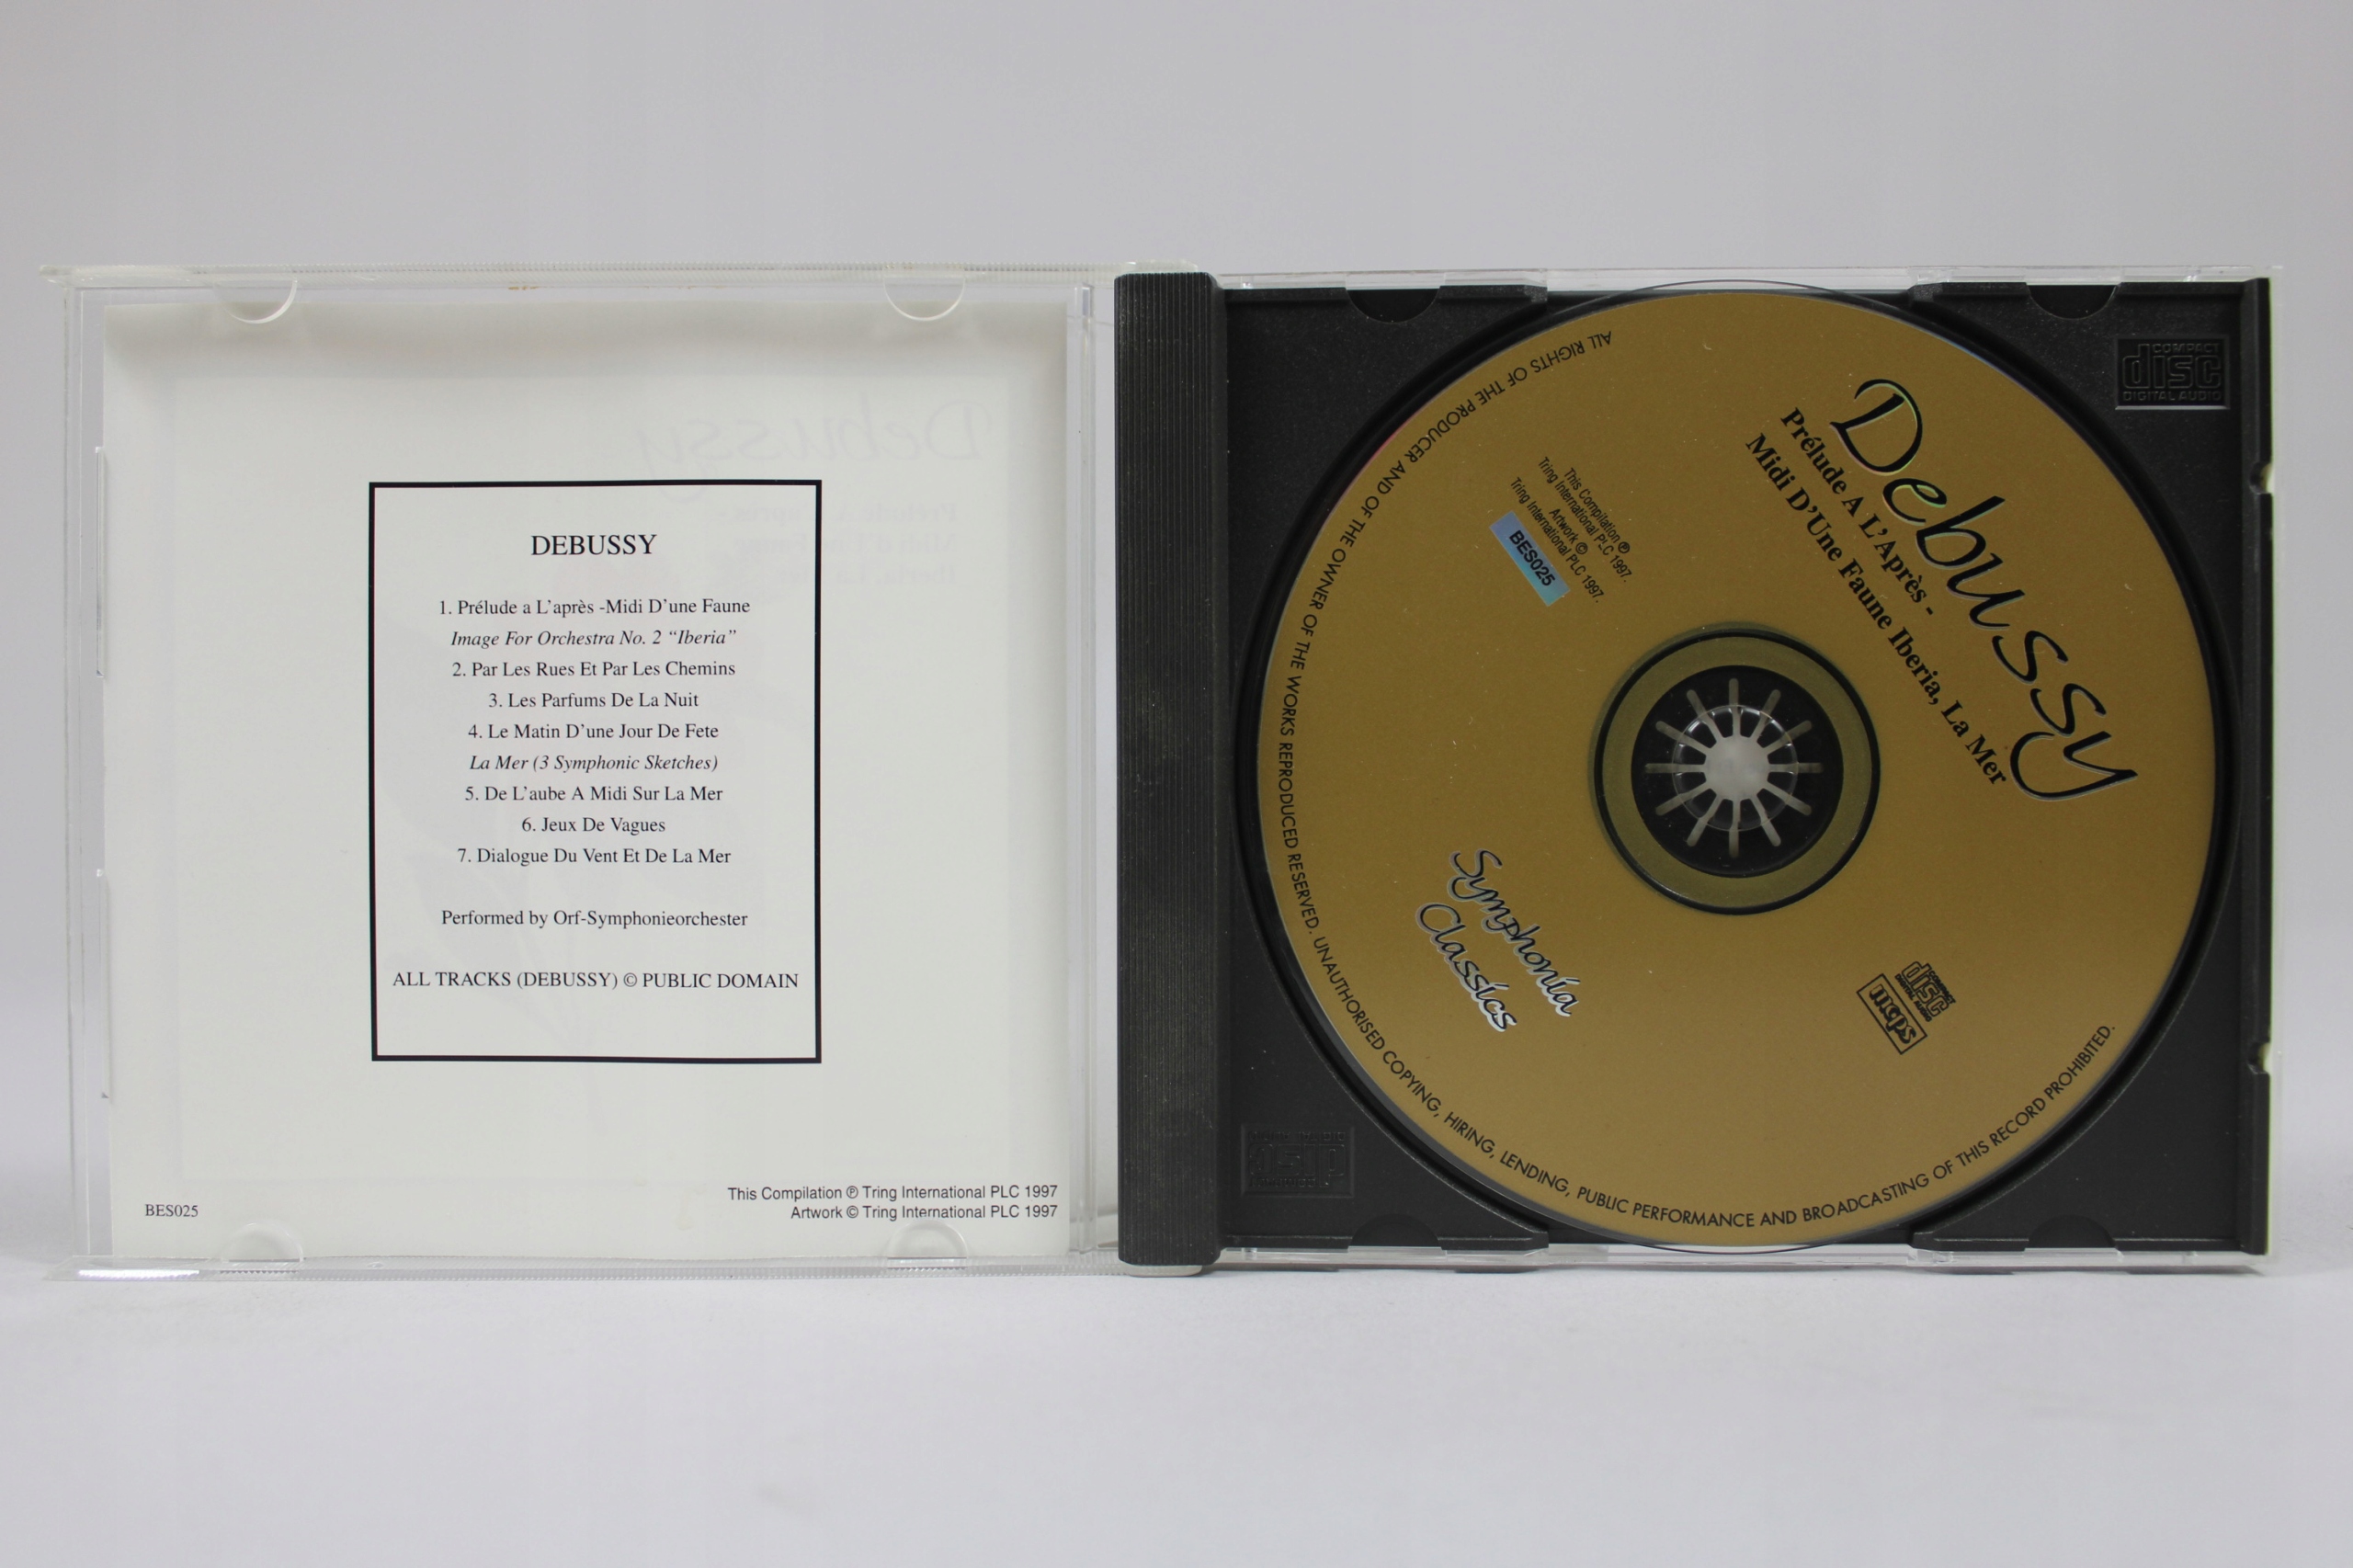 DEBUSSY
1. Prélude a L'après -Midi D'une Faune
Image For Orchestra No. 2 “Iberia”
2. Par Les Rues Et Par Les Chemins
3. Les Parfums De La Nuit
4. Le Matin D'une Jour De Fete
La Mer (3 Symphonic Sketches)
5. De L'aube A Midi Sur La Mer
6. Jeux De Vagues
7. Dialogue Du Vent Et De La Mer
Performed by Orf-Symphonieorchester
ALL TRACKS (DEBUSSY) © PUBLIC DOMAIN
This Compilation ℗ Tring International PLC 1997
Artwork © Tring International PLC 1997
BES025
Debussy
Prélude A L'Après -
Midi D'Une Faune Iberia, La Mer
This Compilation ℗
Tring International PLC 1997.
Artwork ©
Tring International PLC 1997.
BES025
Symphonia
Classics
COMPACT
disc
DIGITAL AUDIO
mcps
ALL RIGHTS OF THE PRODUCER AND OF THE OWNER OF THE WORKS REPRODUCED RESERVED. UNAUTHORISED COPYING, HIRING, LENDING, PUBLIC PERFORMANCE AND BROADCASTING OF THIS RECORD PROHIBITED.
COMPACT
disc
DIGITAL AUDIO